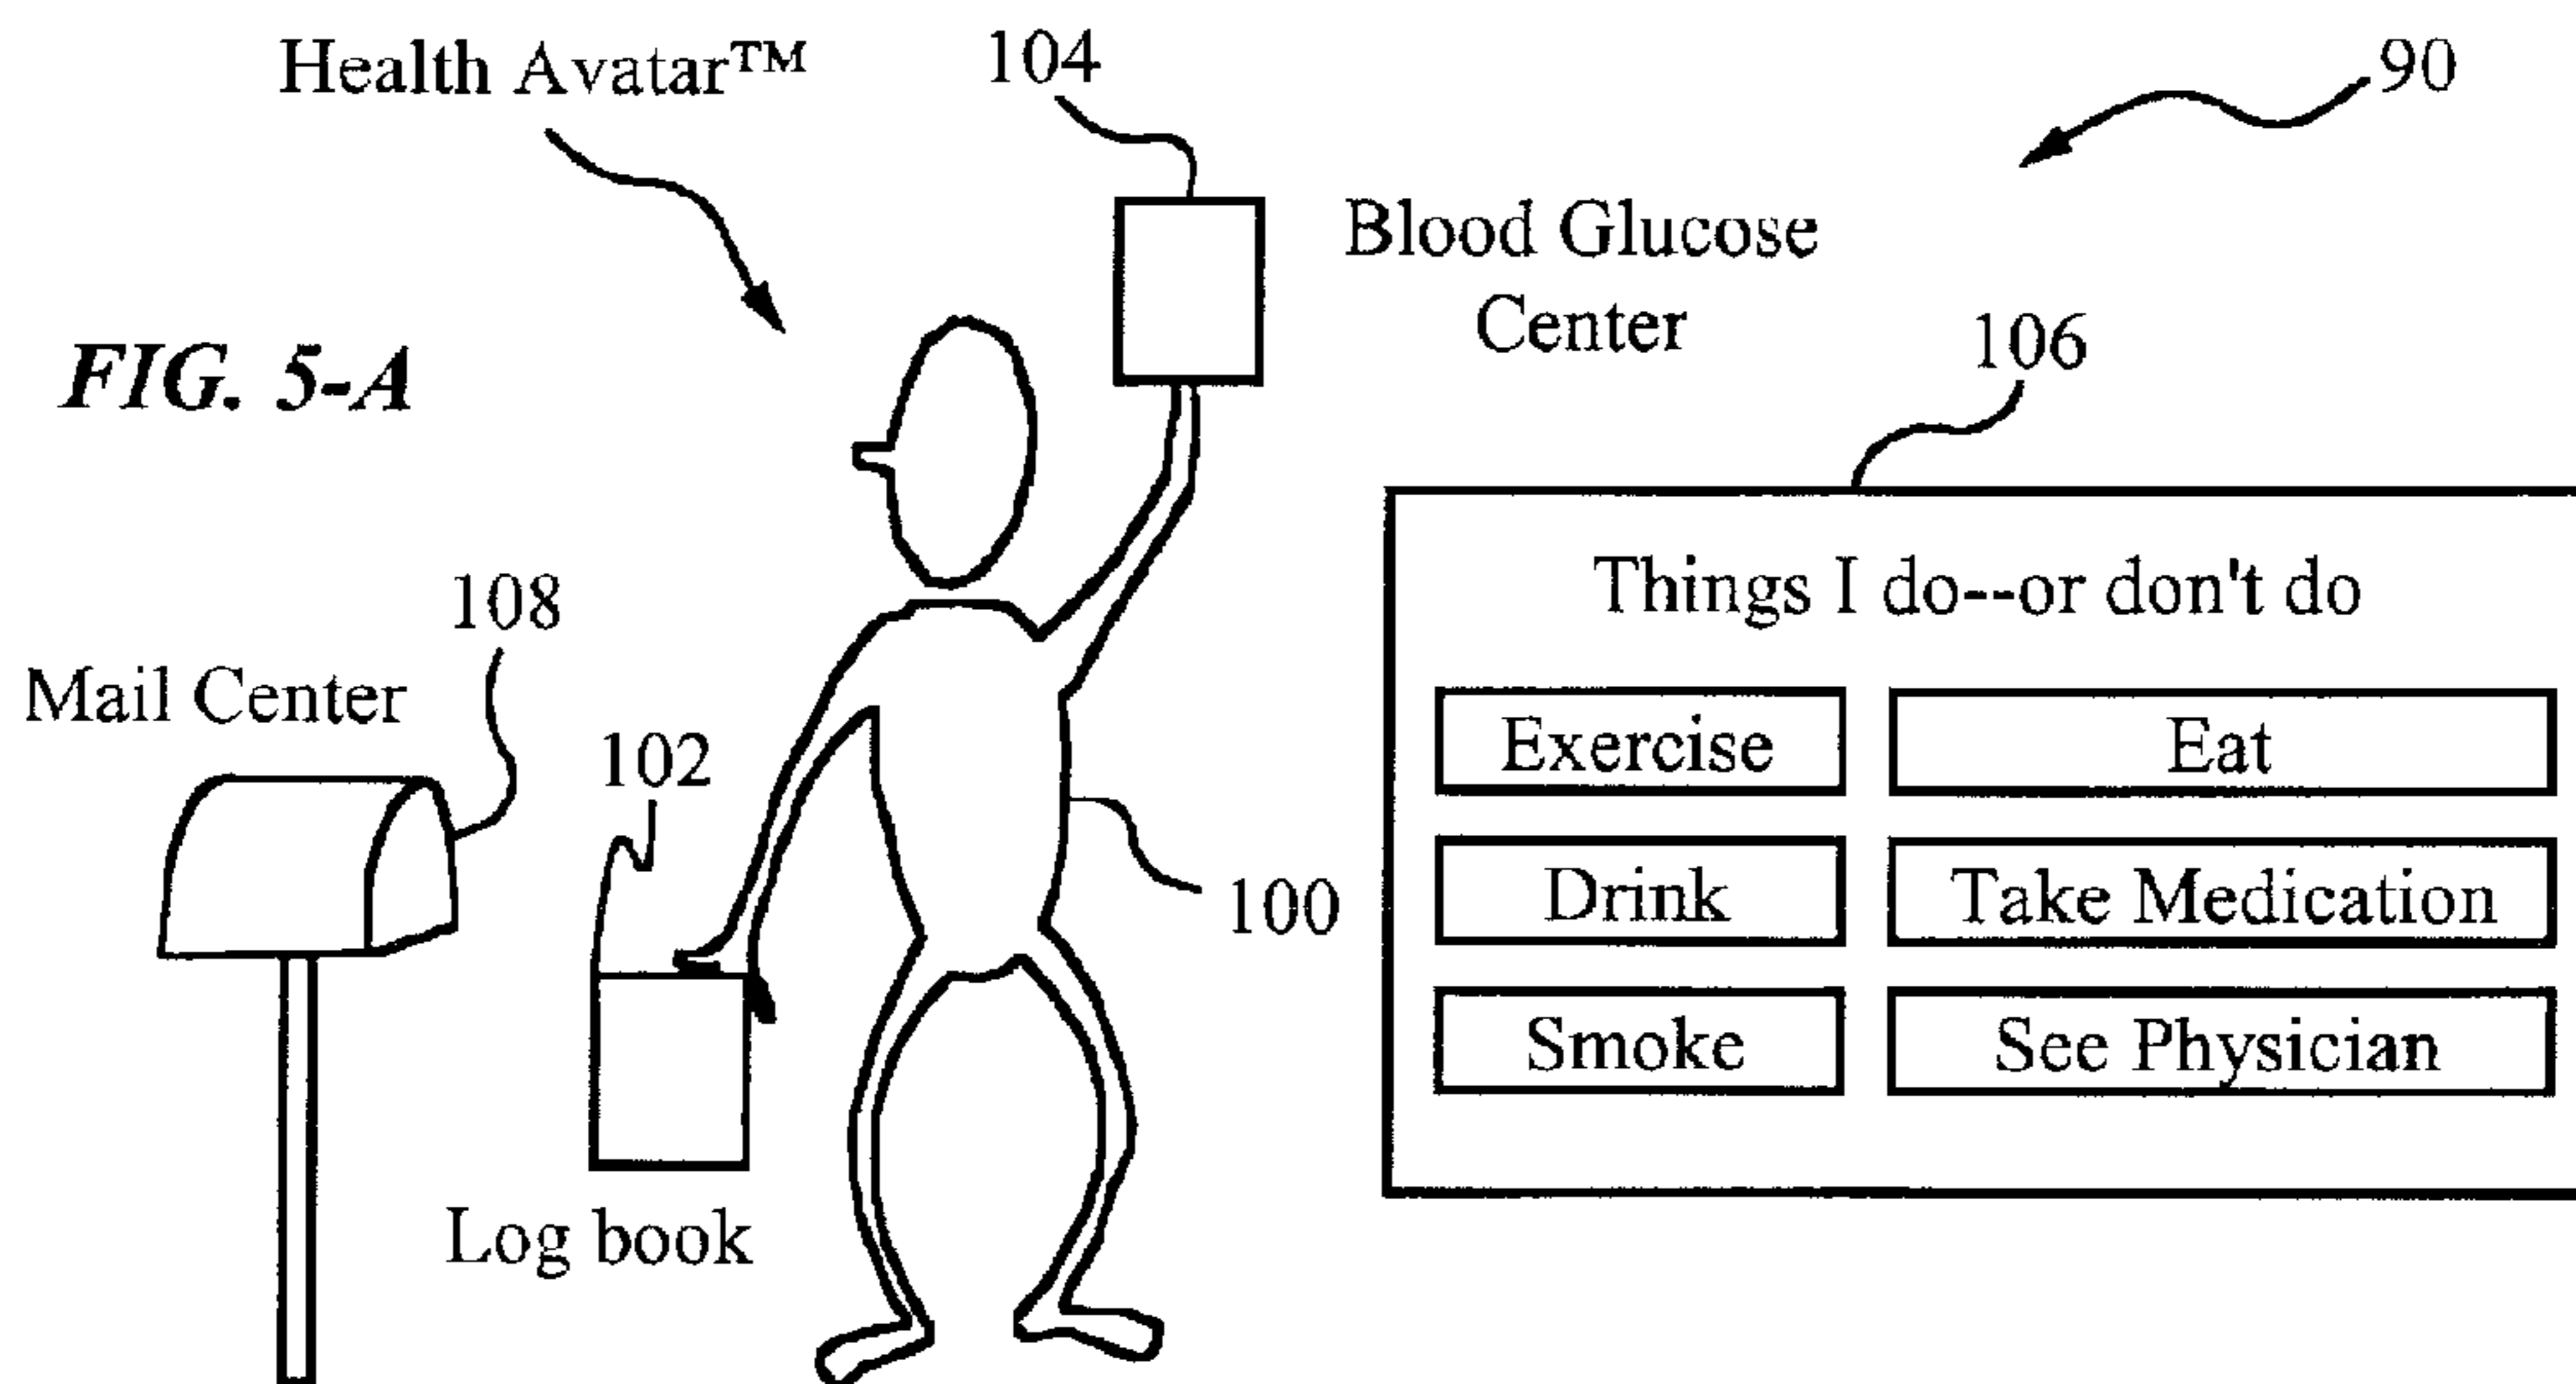 Health Avatar™
104
90
Blood Glucose
Center
FIG. 5-A
106
Things I do--or don't do
108
Mail Center
102
Exercise
Eat
Drink
Take Medication
100
Smoke
See Physician
Log book